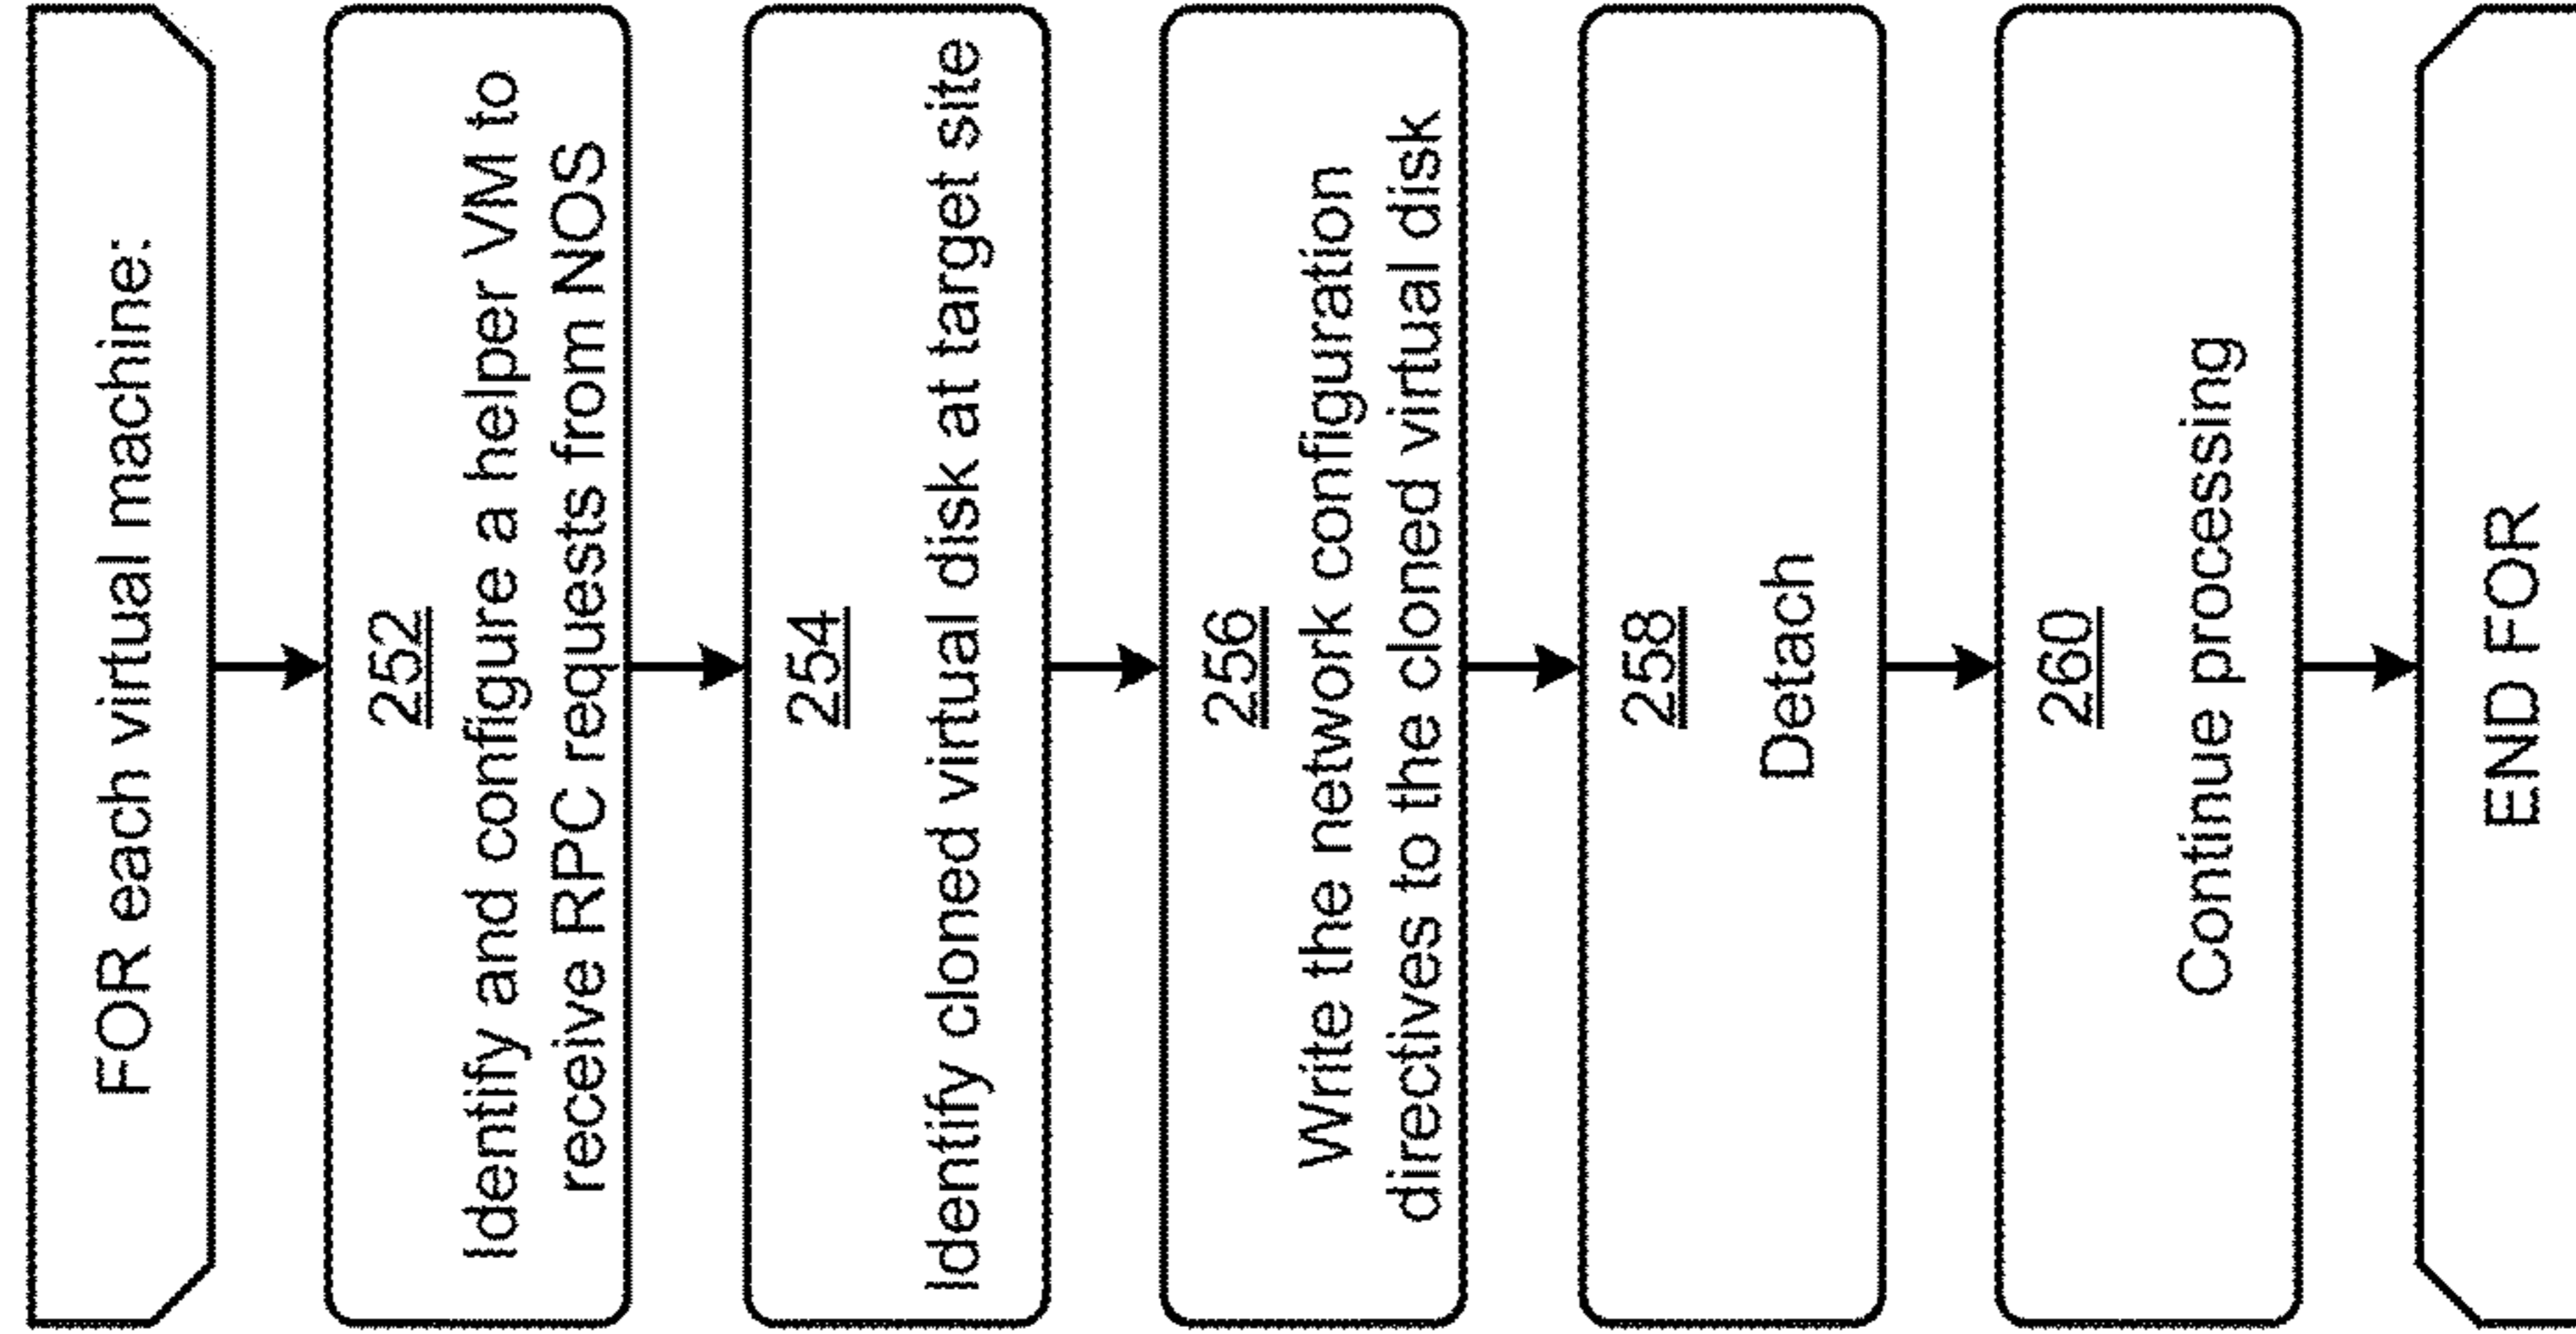 FOR each virtual machine:
252
Identify and configure a helper VM to
receive RPC requests from NOS
254
Identify cloned virtual disk at target site
256
Write the network configuration
directives to the cloned virtual disk
258
Detach
260
Continue processing
END FOR